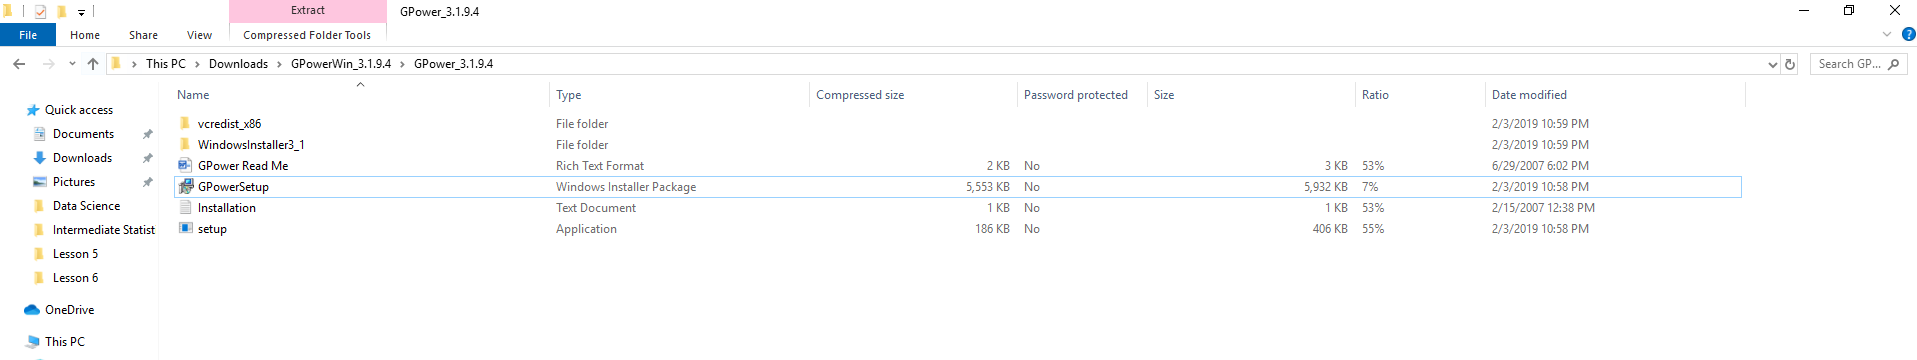 Extract
GPower_3.1.9.4
File Home Share View Compressed Folder Tools
This PC Downloads GPowerWin_3.1.9.4 GPower_3.1.9.4
Search GP...
Name Type Compressed size Password protected Size Ratio Date modified
Quick access
Documents
Downloads
Pictures
Data Science
Intermediate Statist
Lesson 5
Lesson 6
OneDrive
This PC
vcredist_x86 File folder 2/3/2019 10:59 PM
WindowsInstaller3_1 File folder 2/3/2019 10:59 PM
GPower Read Me Rich Text Format 2 KB No 3 KB 53% 6/29/2007 6:02 PM
GPowerSetup Windows Installer Package 5,553 KB No 5,932 KB 7% 2/3/2019 10:58 PM
Installation Text Document 1 KB No 1 KB 53% 2/15/2007 12:38 PM
setup Application 186 KB No 406 KB 55% 2/3/2019 10:58 PM